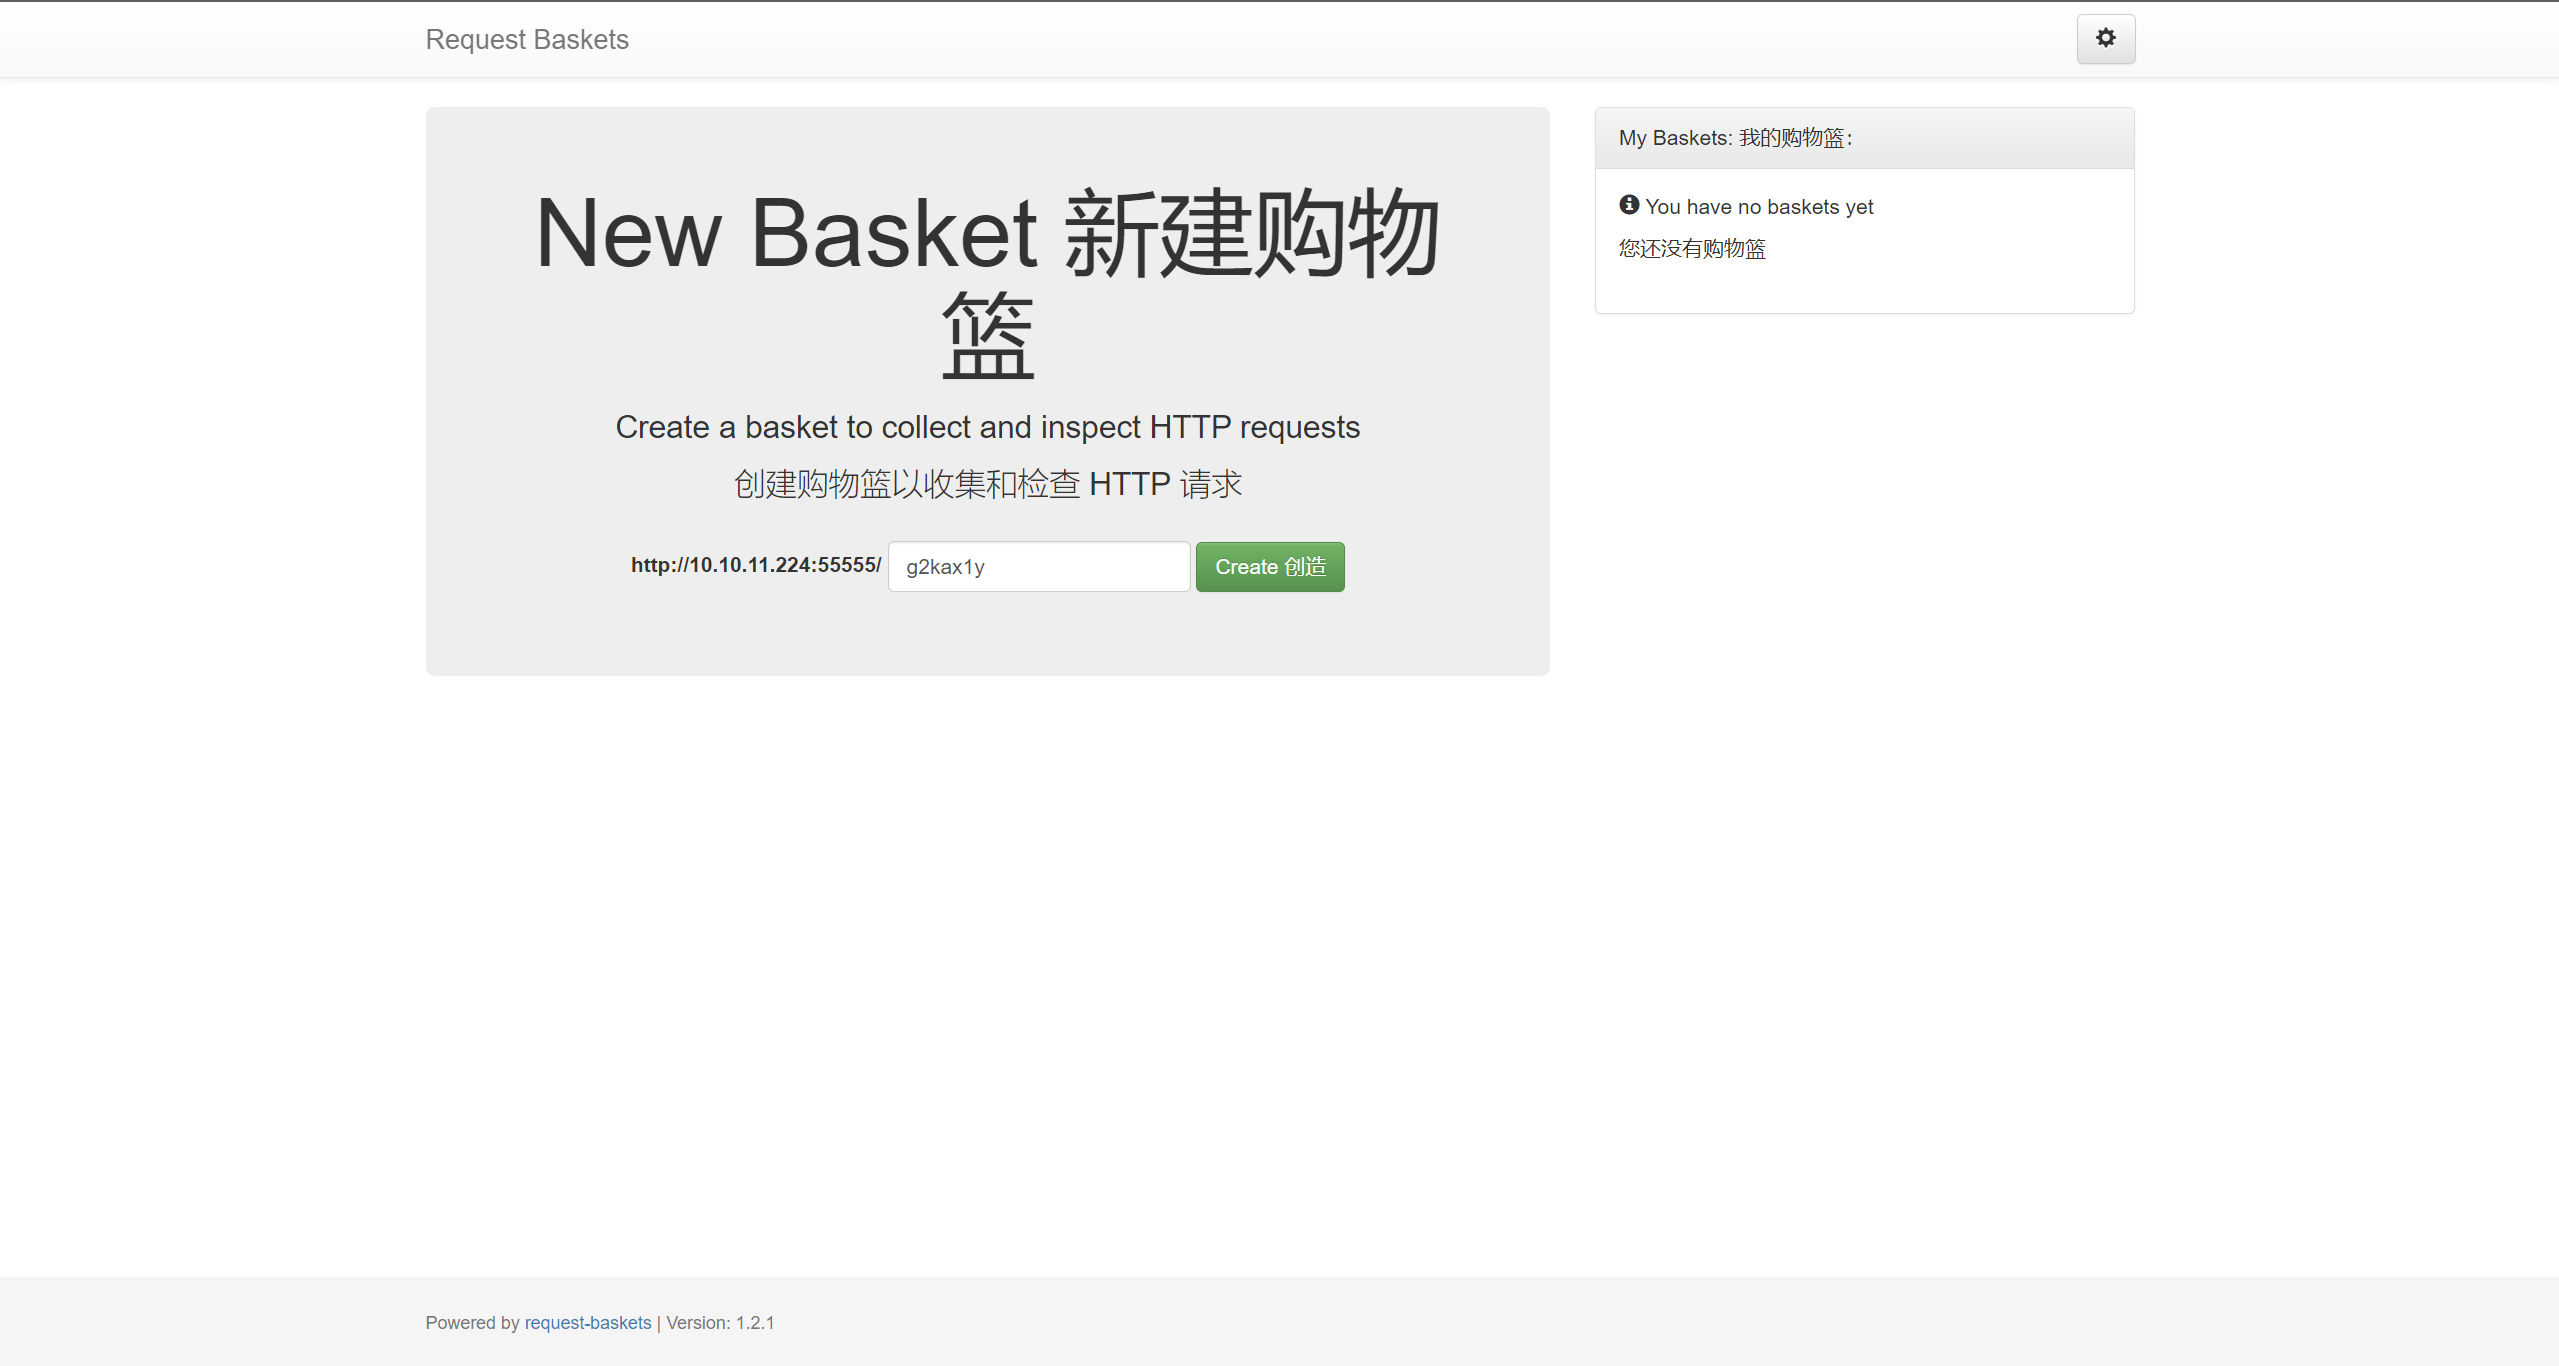 Request Baskets
New Basket 新建购物
篮
Create a basket to collect and inspect HTTP requests
创建购物篮以收集和检查 HTTP 请求
http://10.10.11.224:55555/ g2kax1y Create 创造
My Baskets: 我的购物篮：
You have no baskets yet
您还没有购物篮
Powered by request-baskets | Version: 1.2.1